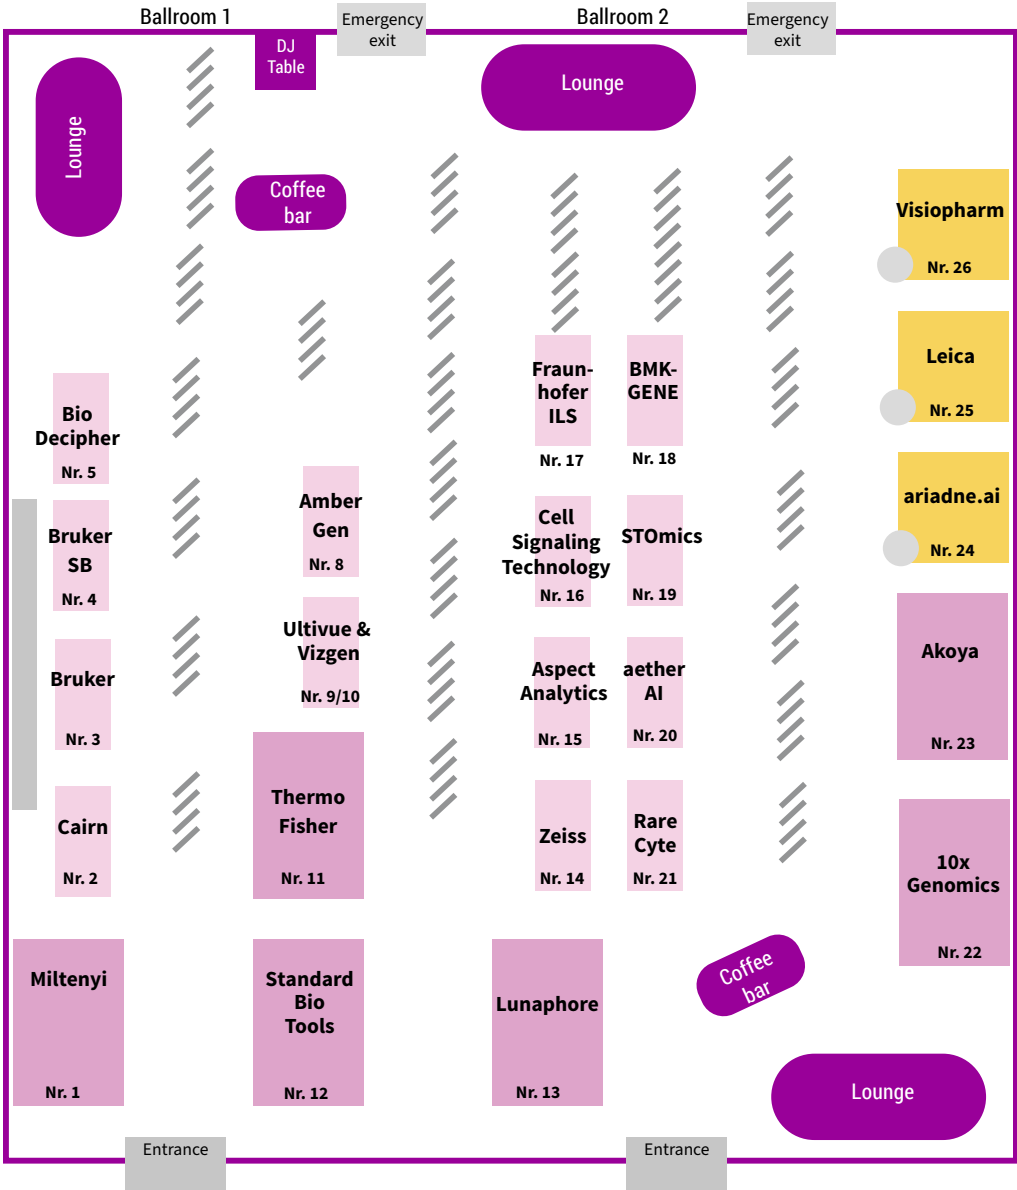 Ballroom 1
Ballroom 2
Emergency
exit
Emergency
exit
DJ
Table
Lounge
Lounge
Coffee
bar
Visiopharm
Nr. 26
Leica
Nr. 25
Fraun-
hofer
ILS
Nr. 17
BMK-
GENE
Nr. 18
Bio
Decipher
Nr. 5
Amber
Gen
Nr. 8
Cell
Signaling
Technology
Nr. 16
STOmics
Nr. 19
ariadne.ai
Nr. 24
Bruker
SB
Nr. 4
Ultivue &
Vizgen
Nr. 9/10
Aspect
Analytics
Nr. 15
aether
AI
Nr. 20
Akoya
Nr. 23
Bruker
Nr. 3
Thermo
Fisher
Nr. 11
Cairn
Nr. 2
Zeiss
Nr. 14
Rare
Cyte
Nr. 21
10x
Genomics
Nr. 22
Miltenyi
Nr. 1
Standard
Bio
Tools
Nr. 12
Lunaphore
Nr. 13
Coffee
bar
Lounge
Entrance
Entrance